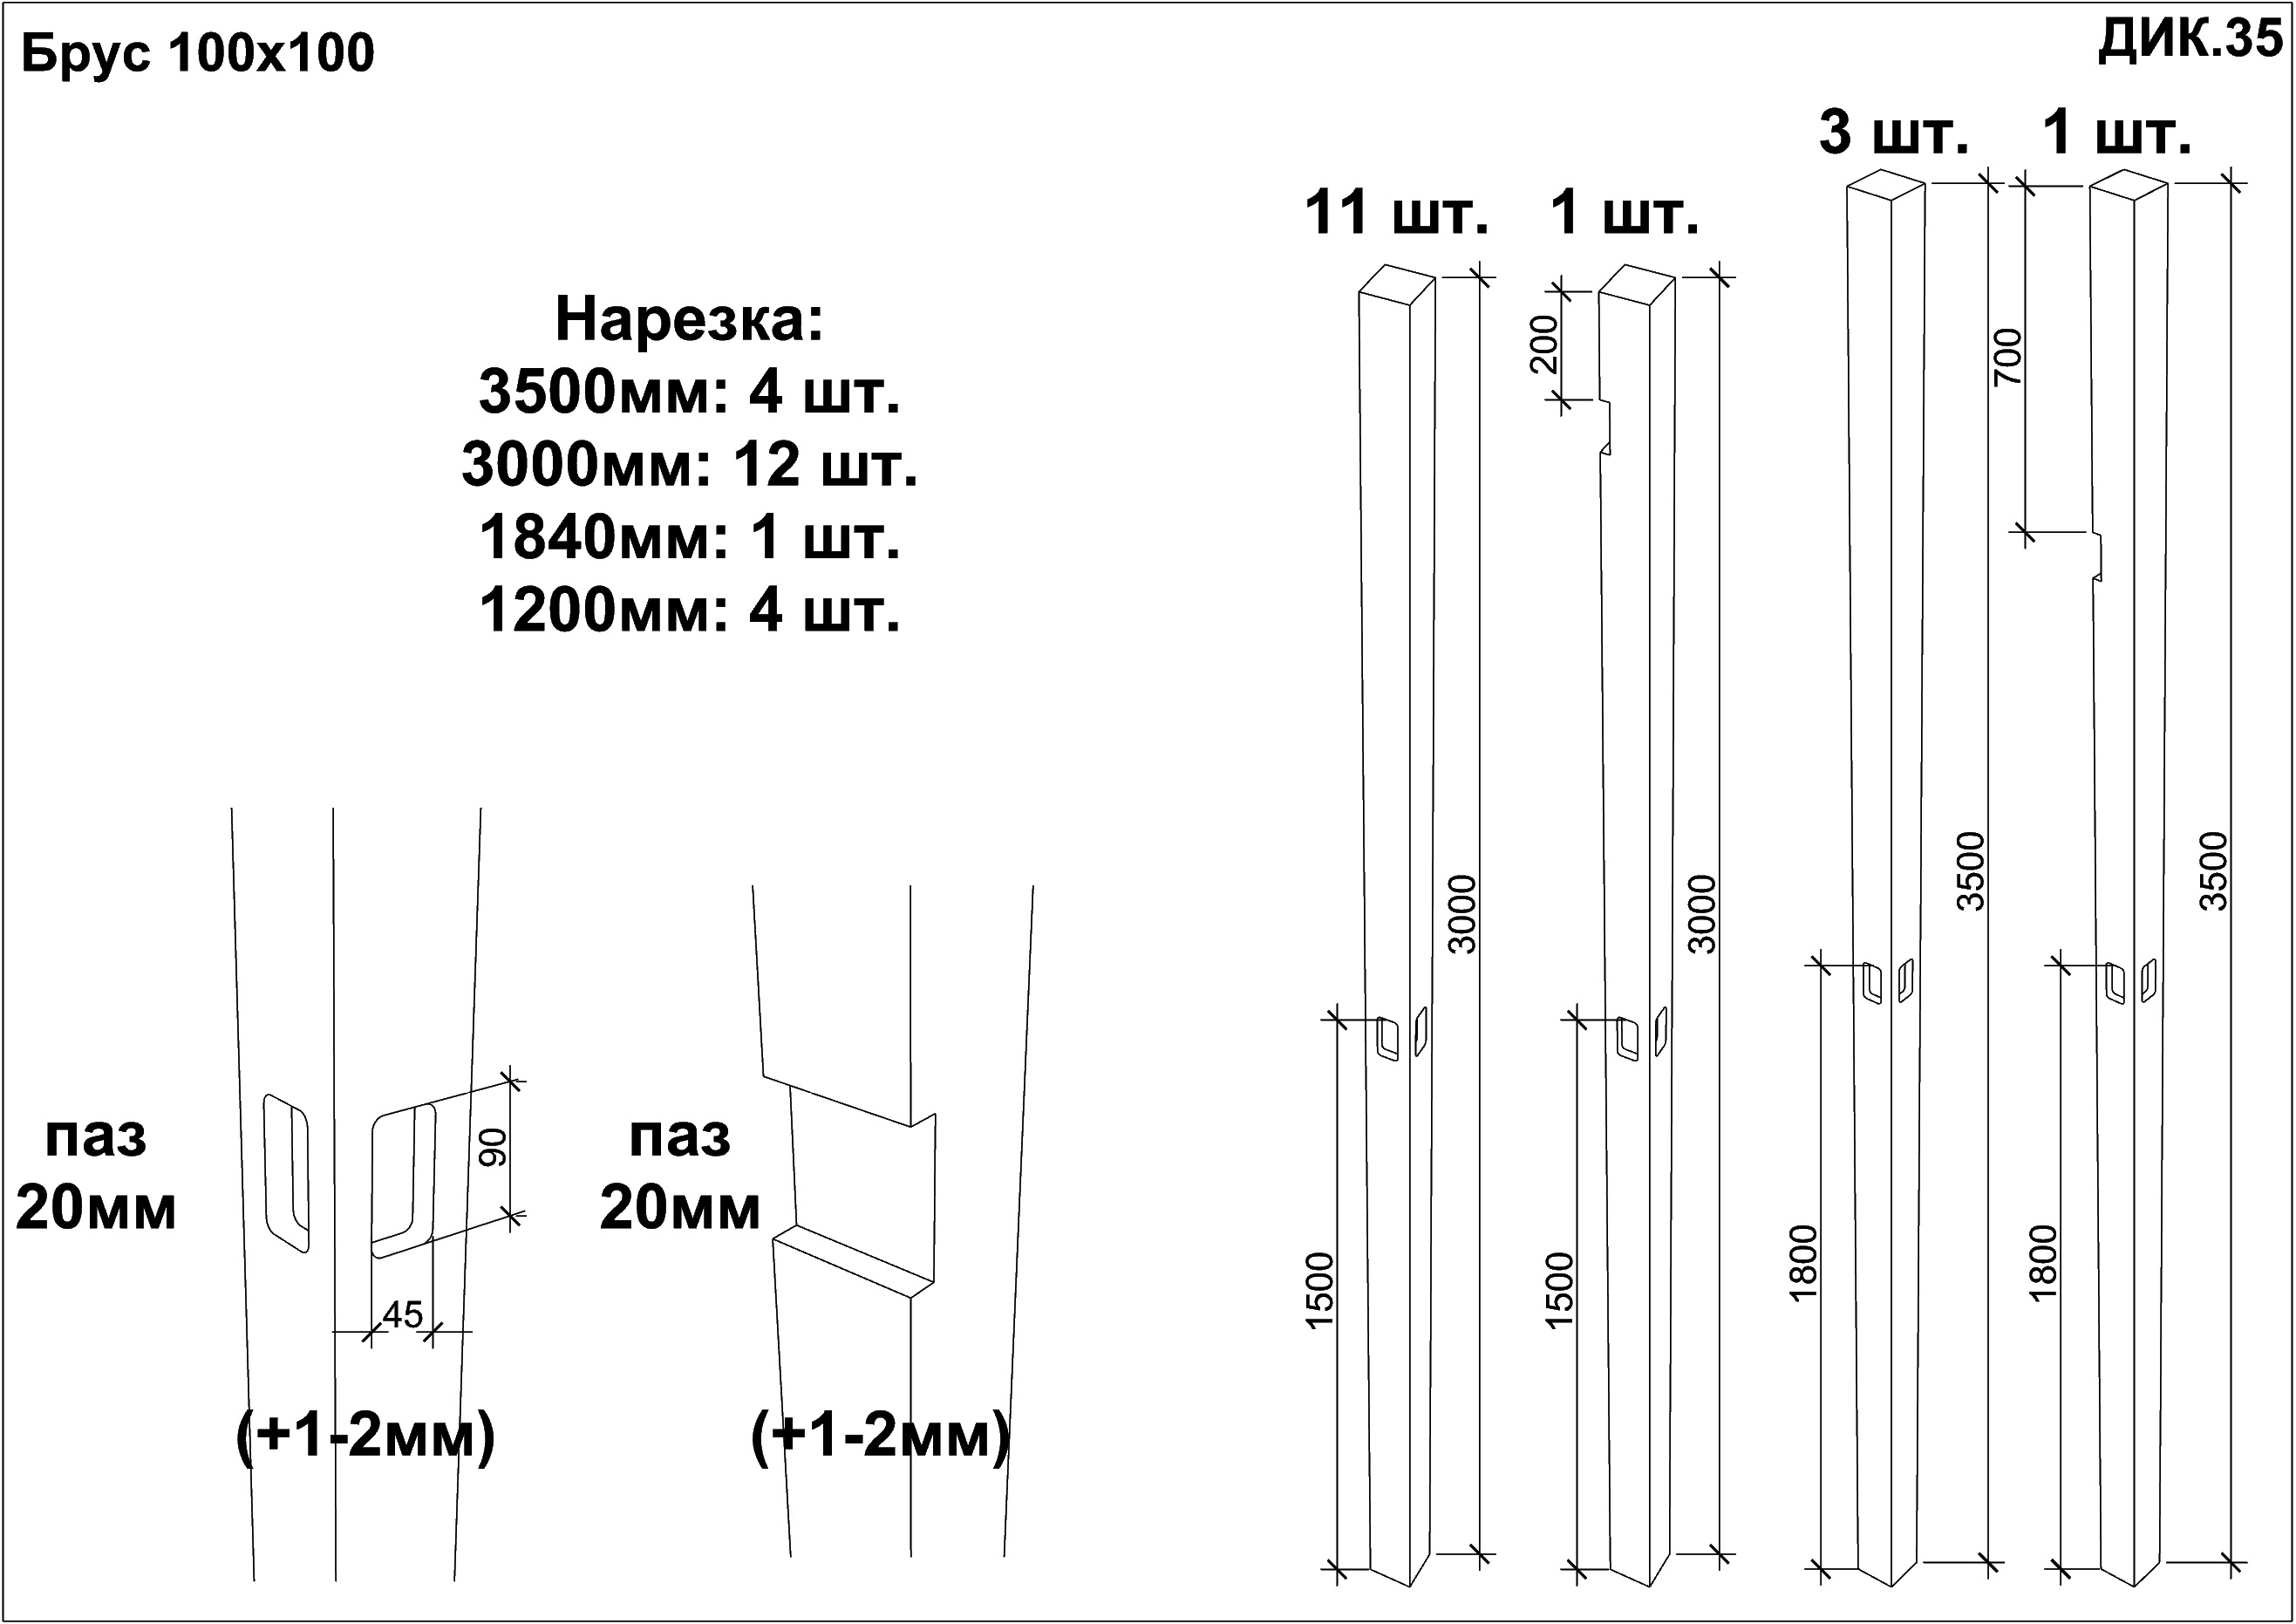 Брус 100х100
ДИК.35
3 шт.
1 шт.
11 шт.
1 шт.
Нарезка:
3500мм: 4 шт.
3000мм: 12 шт.
1840мм: 1 шт.
1200мм: 4 шт.
200
700
3000
3000
3500
3500
1500
1500
1800
1800
паз
20мм
90
45
(+1-2мм)
паз
20мм
(+1-2мм)